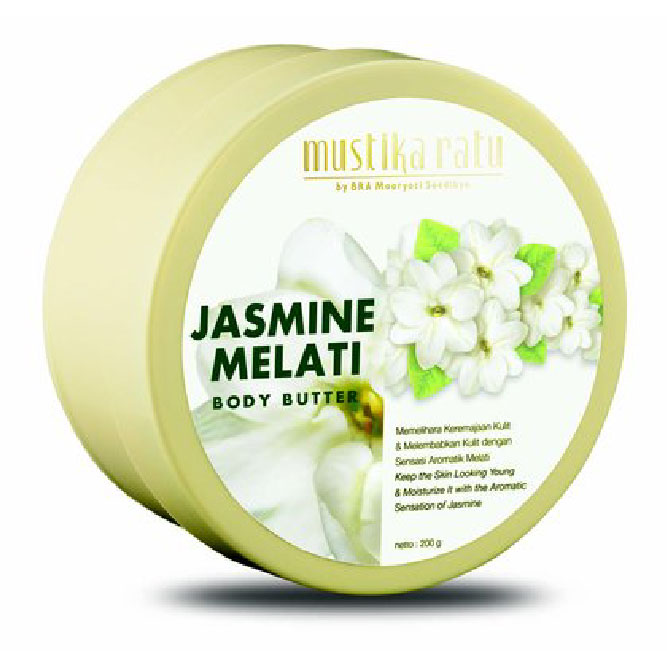 mustika ratu
by BRA Mooryati Soedibyo
JASMINE
MELATI
BODY BUTTER
Memelihara Keremajaan Kulit
& Melembabkan Kulit dengan
Sensasi Aromatik Melati
Keep the Skin Looking Young
& Moisturize It with the Aromatic
Sensation of Jasmine
netto : 200 g